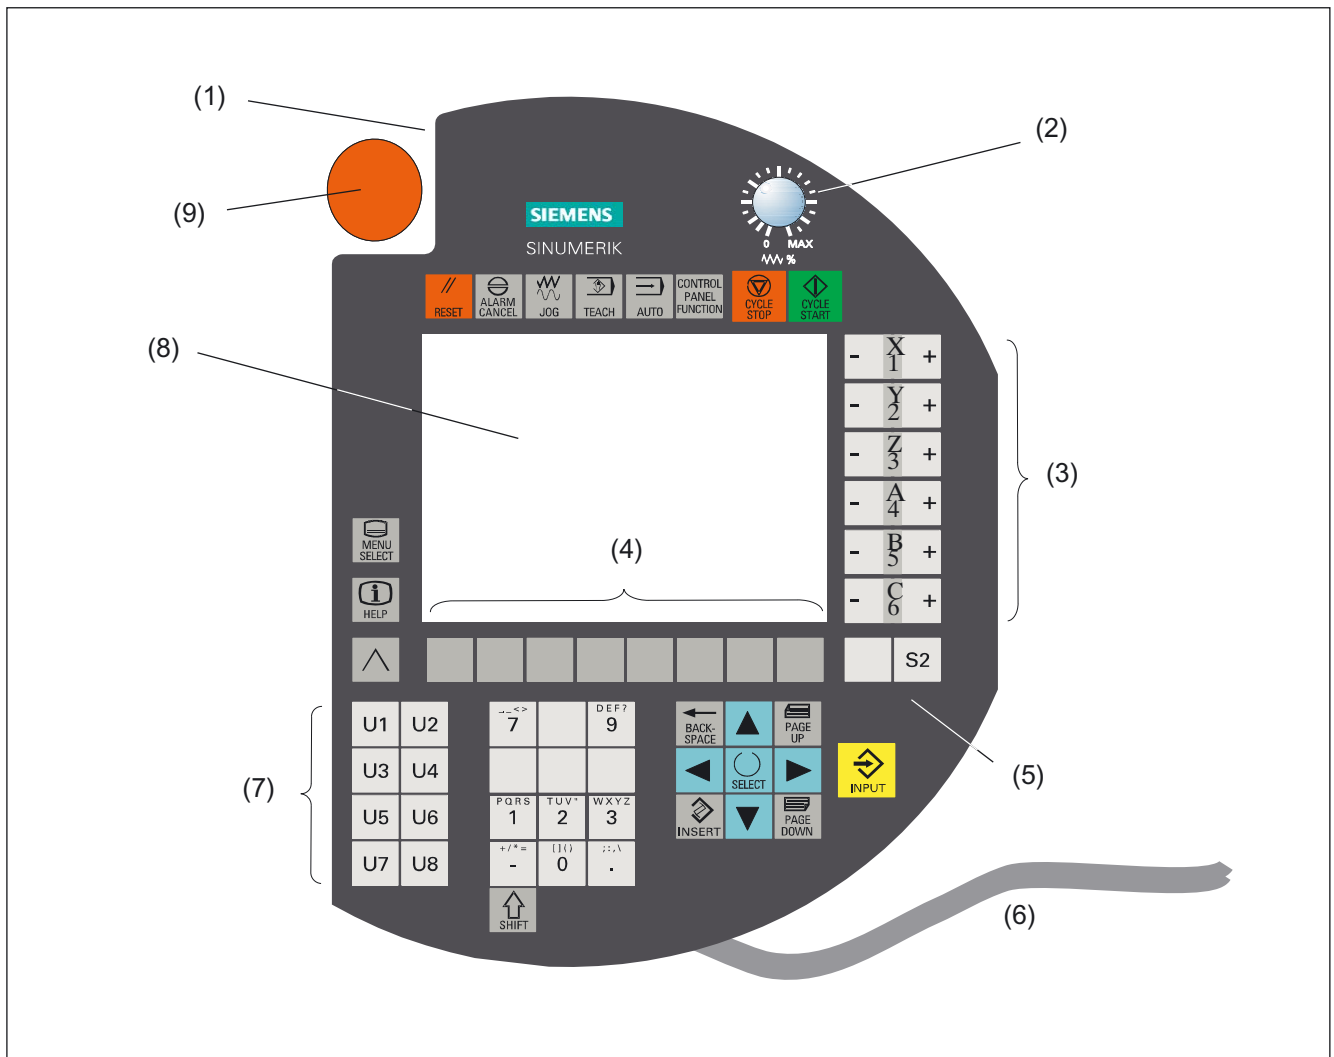 (1)
(2)
(9)
SIEMENS
SINUMERIK
0 MAX
%
RESET
ALARM
CANCEL
JOG
TEACH
AUTO
CONTROL
PANEL
FUNCTION
CYCLE
STOP
CYCLE
START
(8)
- X 1 +
- Y 2 +
- Z 3 +
- A 4 +
- B 5 +
- C 6 +
(3)
MENU
SELECT
(4)
i
HELP
S2
U1 U2
U3 U4
U5 U6
U7 U8
(7)
_<>
7
DEF?
9
PQRS
1
TUV"
2
WXYZ
3
+/*=
-
[]()
0
;:,\
.
SHIFT
BACK-
SPACE
PAGE
UP
SELECT
INSERT
PAGE
DOWN
INPUT
(5)
(6)